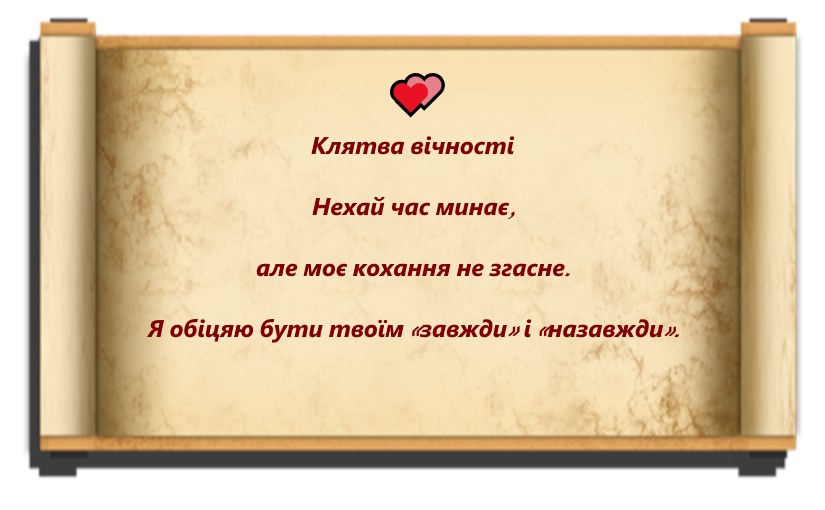 Клятва вічності
Нехай час минає,
але моє кохання не згасне.
Я обіцяю бути твоїм «завжди» і «назавжди».